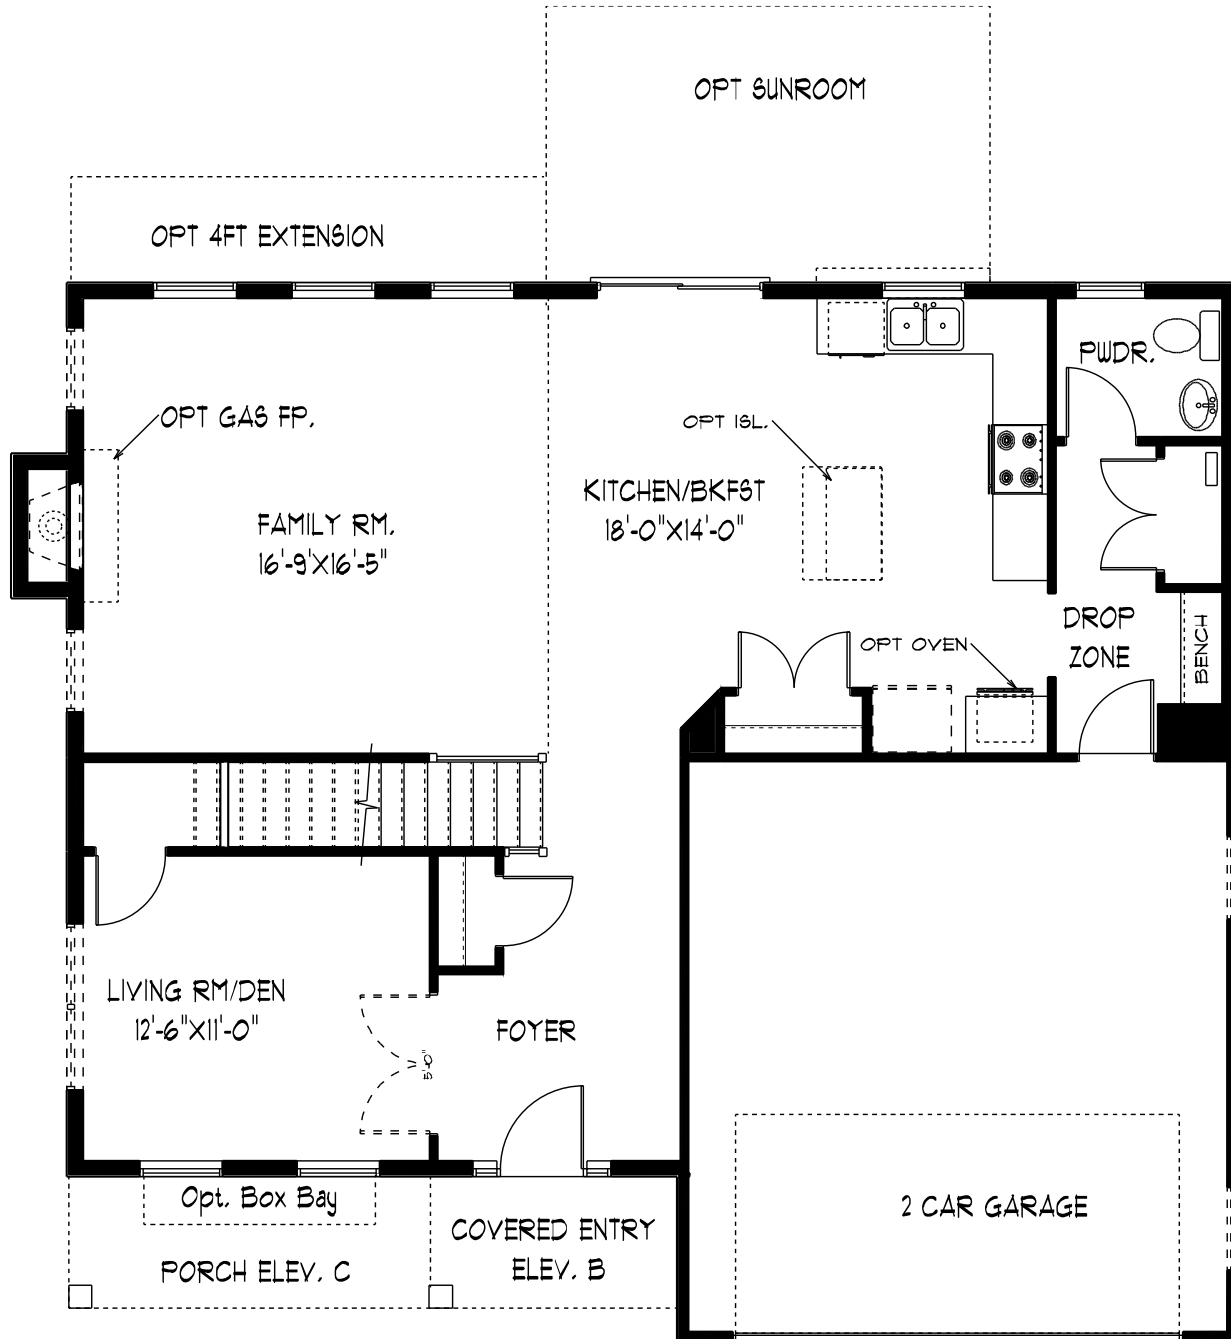 OPT SUNROOM
OPT 4FT EXTENSION
PWDR.
OPT GAS FP.
OPT ISL.
KITCHEN/BKFST
18'-0"X14'-0"
FAMILY RM.
16'-9'X16'-5"
DROP
ZONE
BENCH
OPT OVEN
LIVING RM/DEN
12'-6"X11'-0"
FOYER
5'-0"
Opt. Box Bay
2 CAR GARAGE
COVERED ENTRY
ELEV. B
PORCH ELEV. C